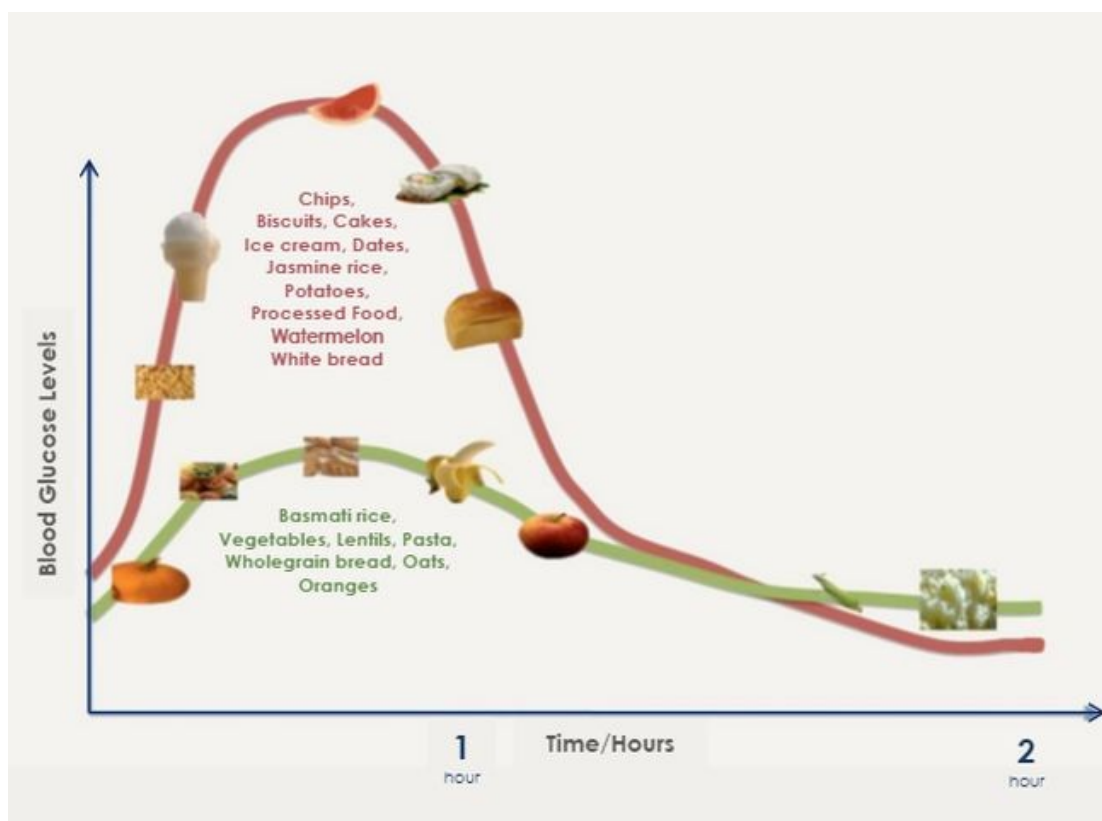 Chips,
Biscuits, Cakes,
Ice cream, Dates,
Jasmine rice,
Potatoes,
Processed Food,
Watermelon
White bread
Blood Glucose Levels
Basmati rice,
Vegetables, Lentils, Pasta,
Wholegrain bread, Oats,
Oranges
1
hour
Time/Hours
2
hour